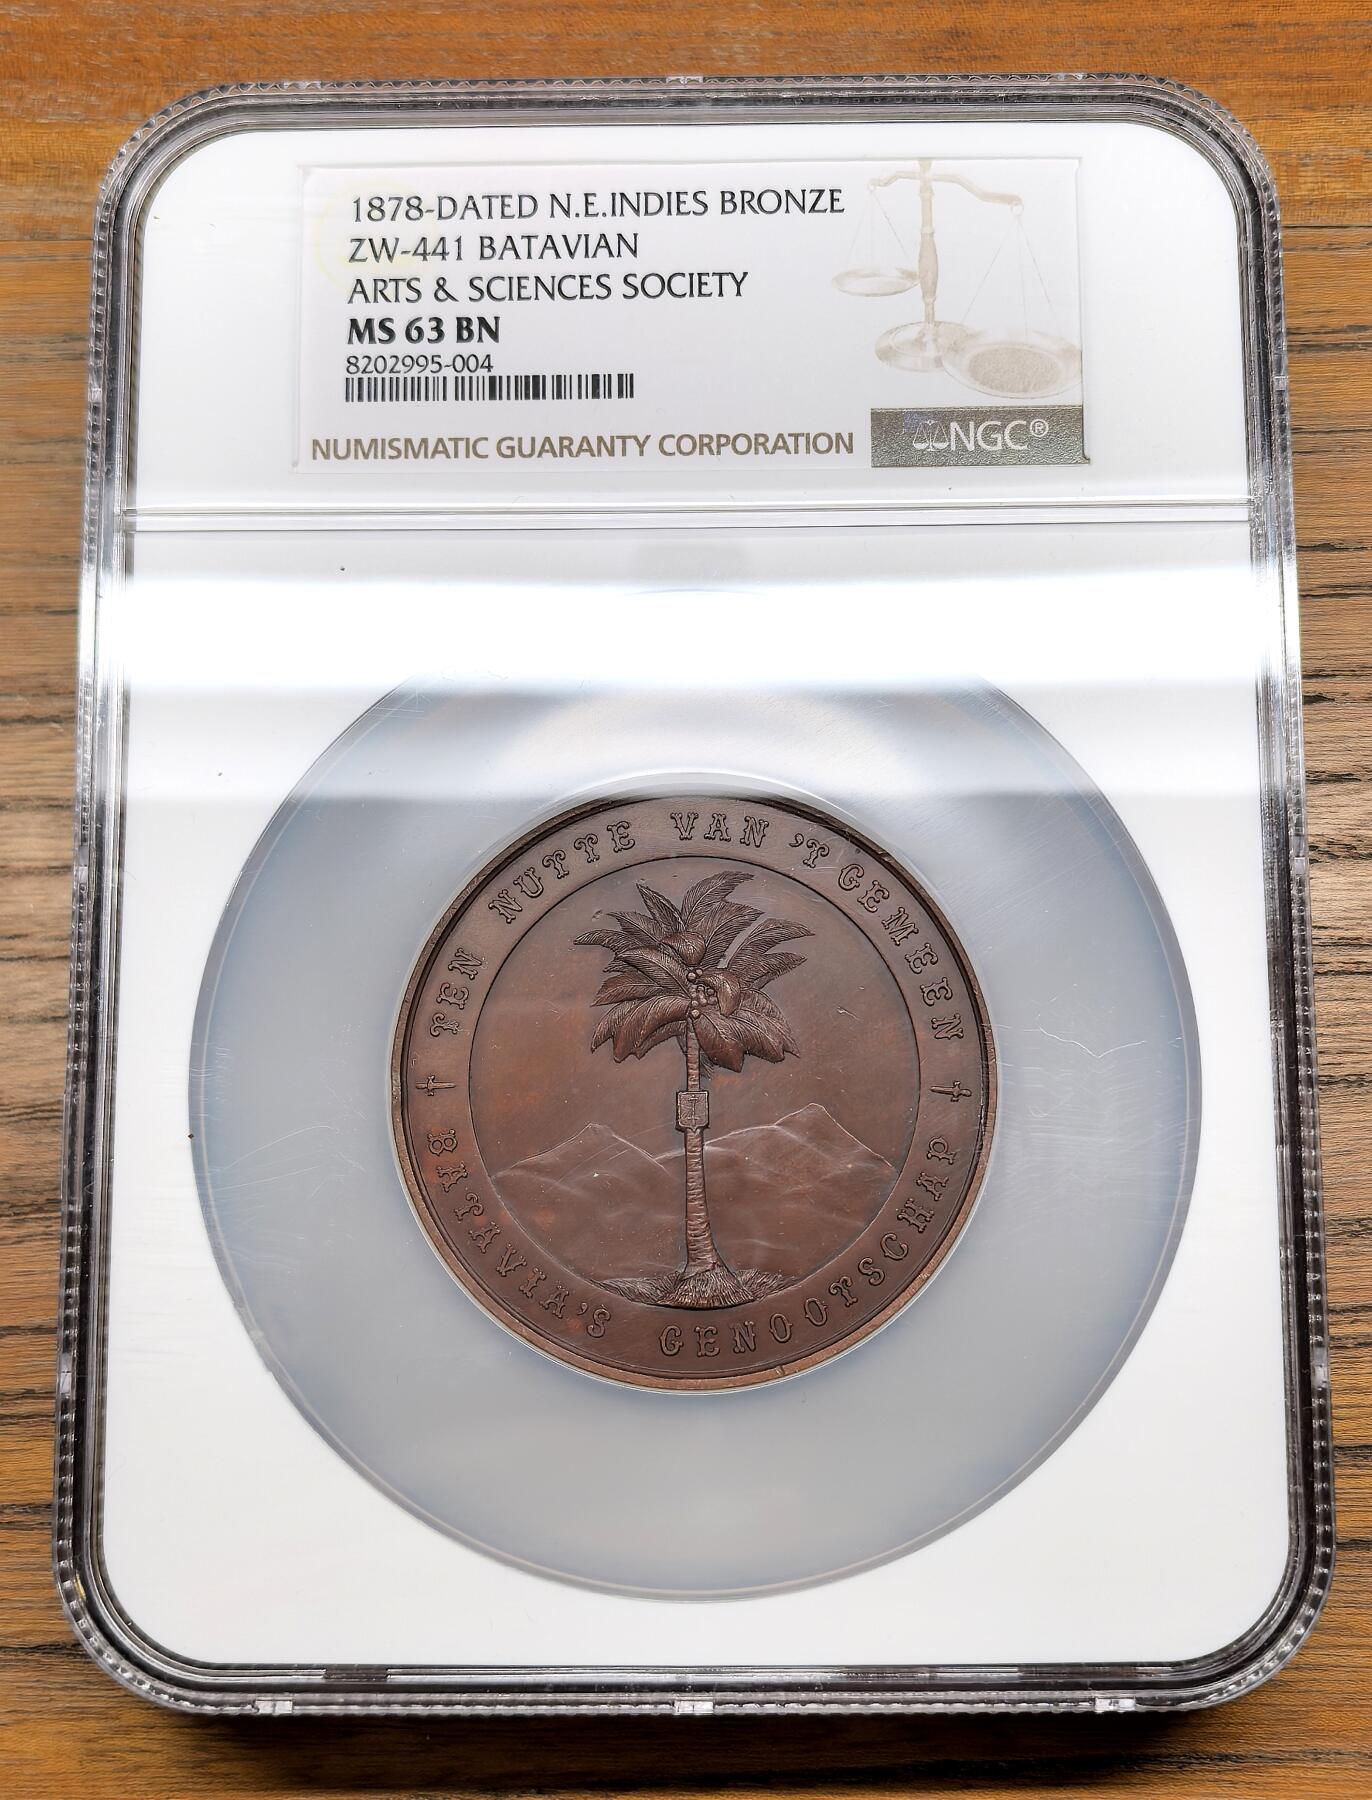 1878-DATED N.E.INDIES BRONZE
ZW-441 BATAVIAN
ARTS & SCIENCES SOCIETY
MS 63 BN
8202995-004
NUMISMATIC GUARANTY CORPORATION
NGC®
TEN NUTTE VAN 'T GEMEEN
BATAVIA'S GENOOTSCHAP